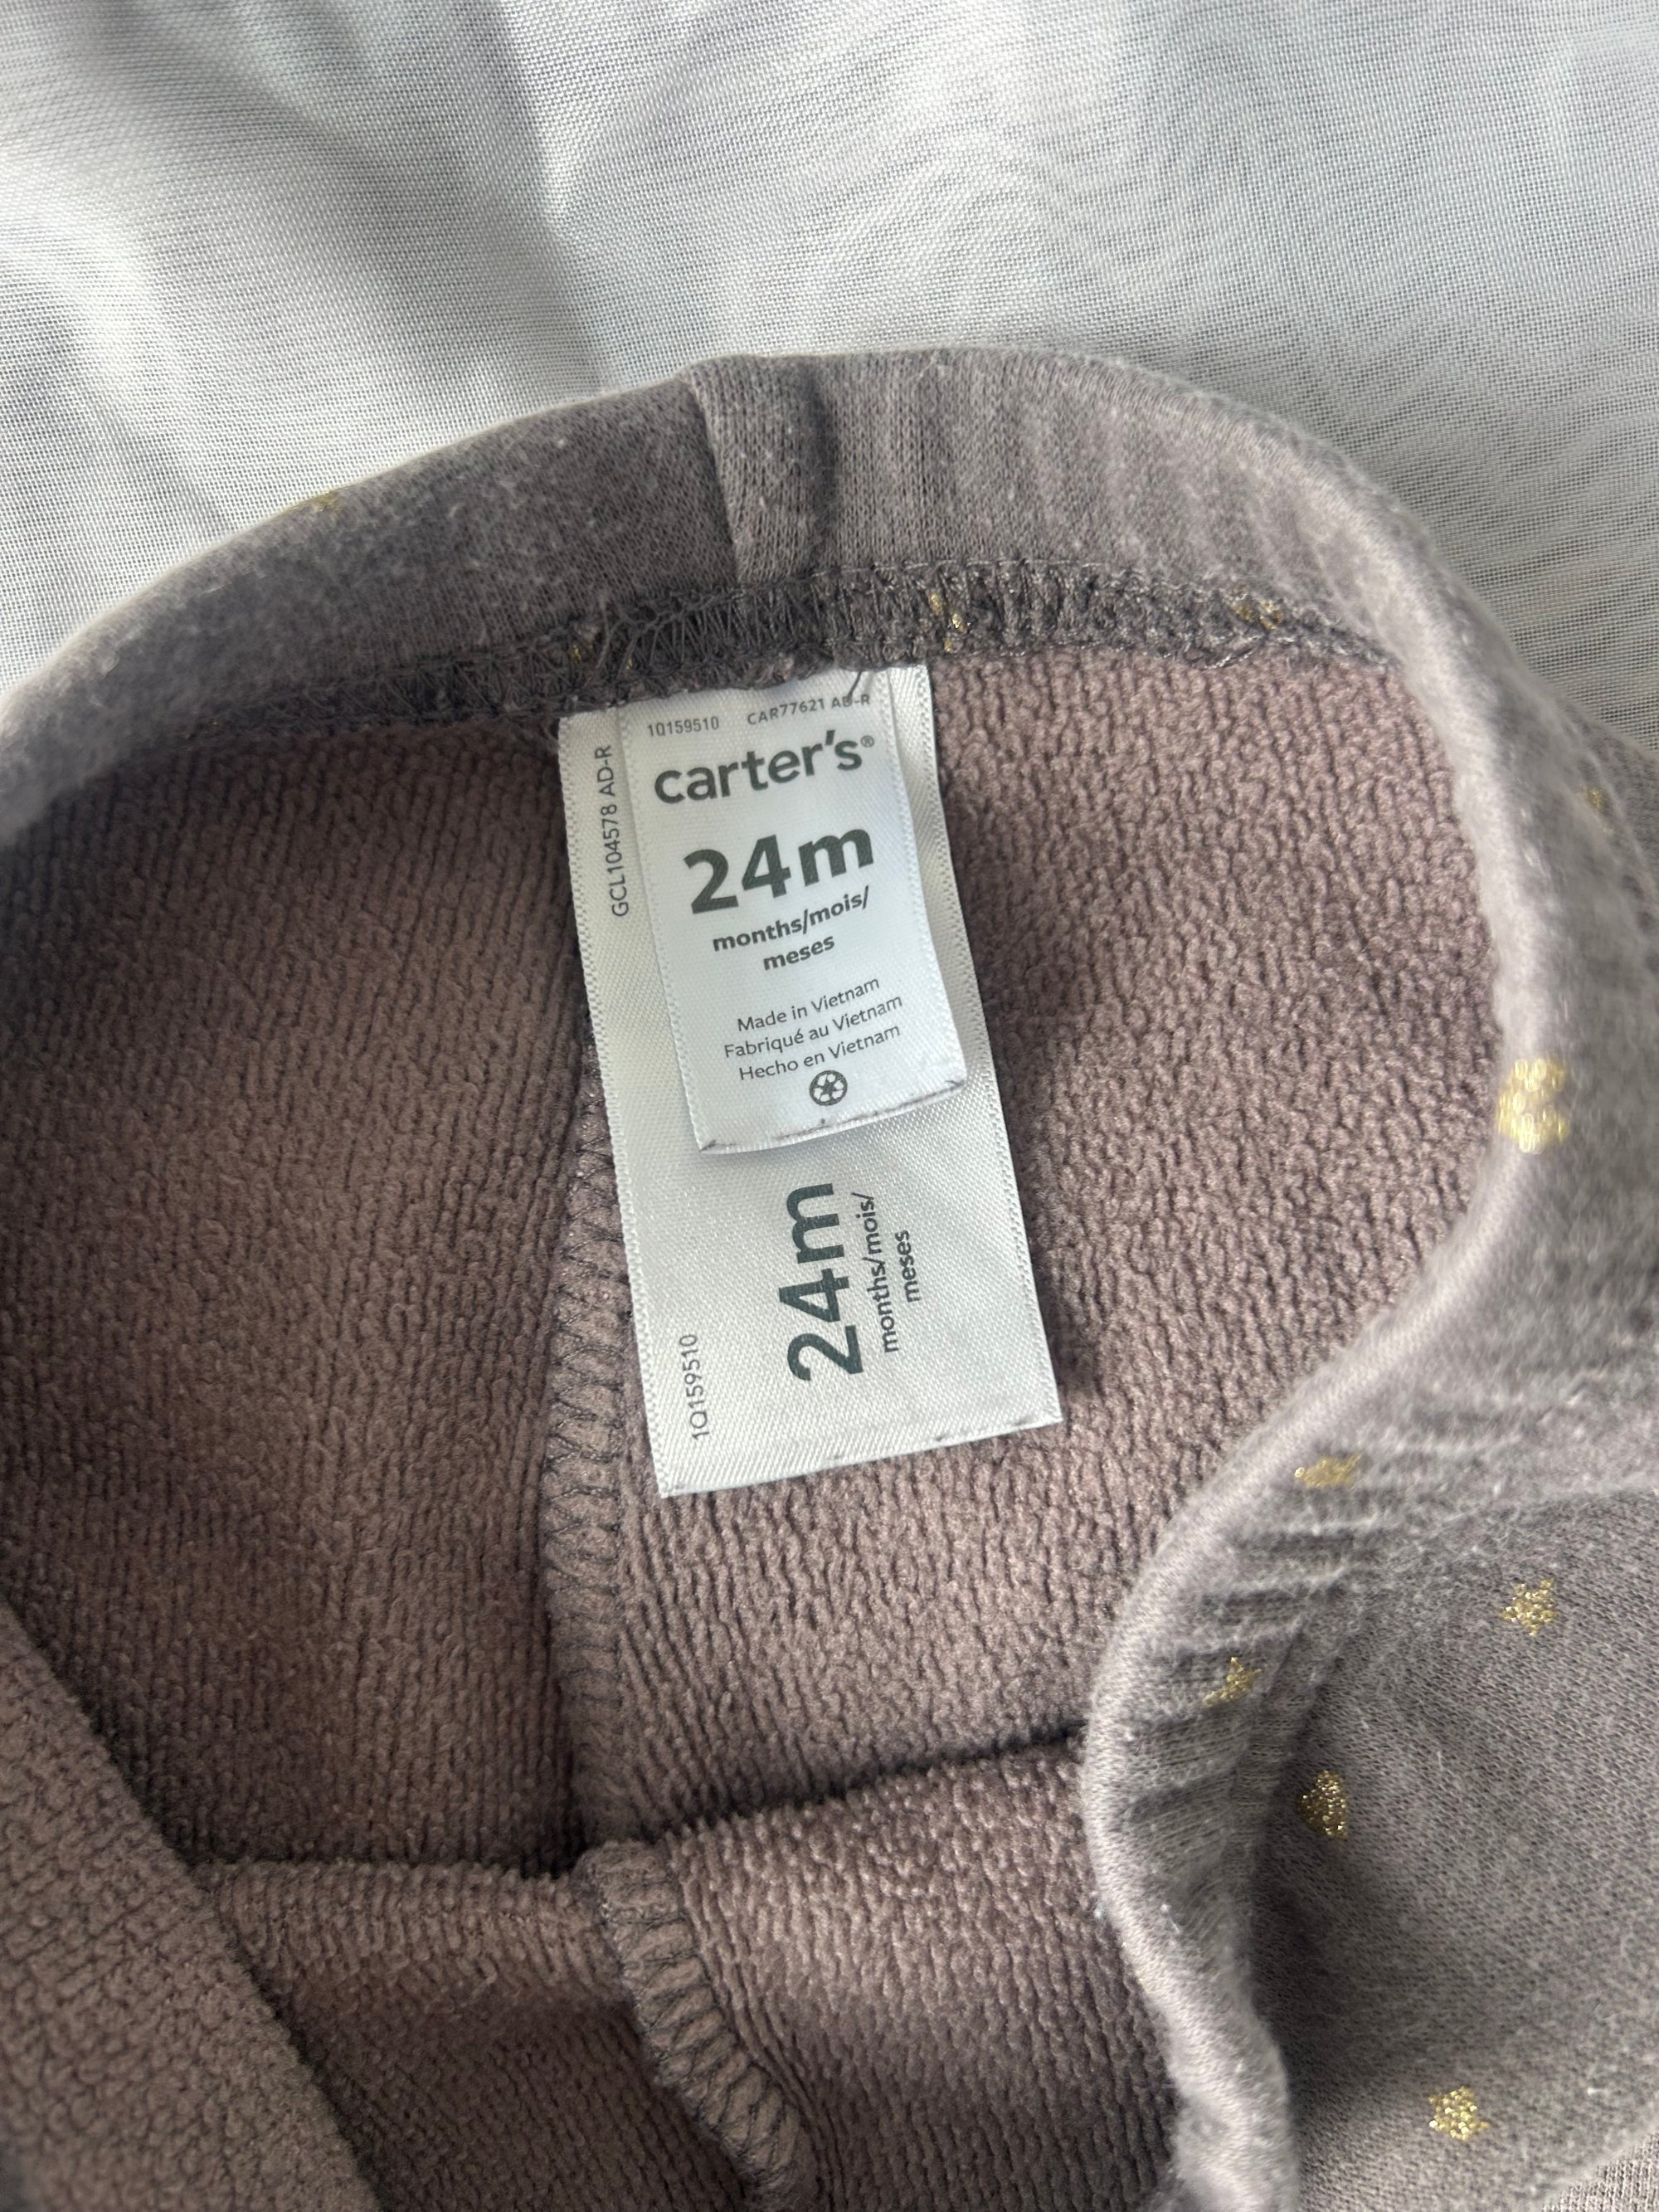 1Q159510 CAR77621 AD-R
carter's®
24m
months/mois/
meses
Made in Vietnam
Fabriqué au Vietnam
Hecho en Vietnam
GCL104578 AD-R
24m
months/mois/
meses
1Q159510